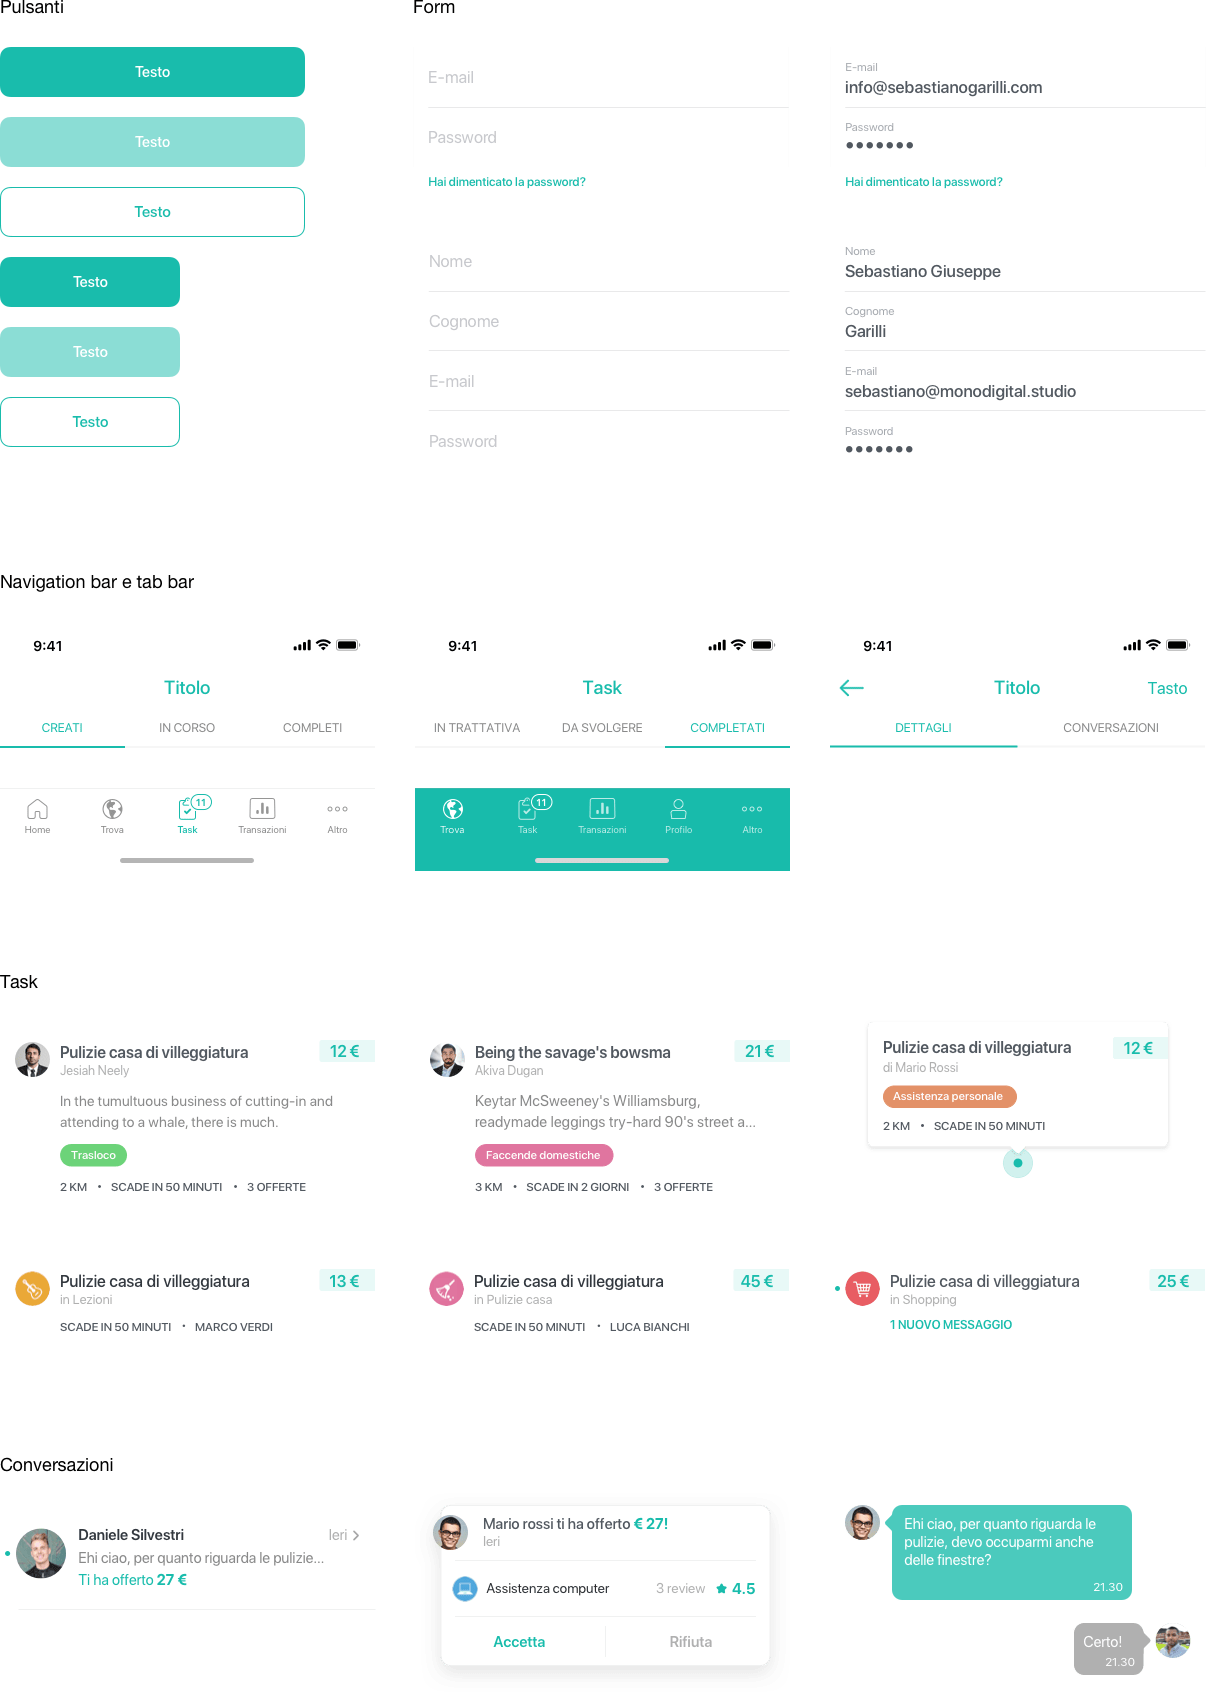 Pulsanti
Testo
Testo
Testo
Testo
Testo
Testo
Form
E-mail
Password
Hai dimenticato la password?
Nome
Cognome
E-mail
Password
E-mail
info@sebastianogarilli.com
Password
●●●●●●●
Hai dimenticato la password?
Nome
Sebastiano Giuseppe
Cognome
Garilli
E-mail
sebastiano@monodigital.studio
Password
●●●●●●●
Navigation bar e tab bar
9:41
Titolo
CREATI IN CORSO COMPLETI
11
Home Trova Task Transazioni Altro
9:41
Task
IN TRATTATIVA DA SVOLGERE COMPLETATI
11
Trova Task Transazioni Profilo Altro
9:41
Titolo Tasto
DETTAGLI CONVERSAZIONI
Task
Pulizie casa di villeggiatura 12 €
Jesiah Neely
In the tumultuous business of cutting-in and
attending to a whale, there is much.
Trasloco
2 KM • SCADE IN 50 MINUTI • 3 OFFERTE
Being the savage's bowsma 21 €
Akiva Dugan
Keytar McSweeney's Williamsburg,
readymade leggings try-hard 90's street a...
Faccende domestiche
3 KM • SCADE IN 2 GIORNI • 3 OFFERTE
Pulizie casa di villeggiatura 12 €
di Mario Rossi
Assistenza personale
2 KM • SCADE IN 50 MINUTI
Pulizie casa di villeggiatura 13 €
in Lezioni
SCADE IN 50 MINUTI • MARCO VERDI
Pulizie casa di villeggiatura 45 €
in Pulizie casa
SCADE IN 50 MINUTI • LUCA BIANCHI
Pulizie casa di villeggiatura 25 €
in Shopping
1 NUOVO MESSAGGIO
Conversazioni
Daniele Silvestri Ieri
Ehi ciao, per quanto riguarda le pulizie...
Ti ha offerto 27 €
Mario rossi ti ha offerto € 27!
Ieri
Assistenza computer 3 review 4.5
Accetta Rifiuta
Ehi ciao, per quanto riguarda le
pulizie, devo occuparmi anche
delle finestre?
21.30
Certo!
21.30